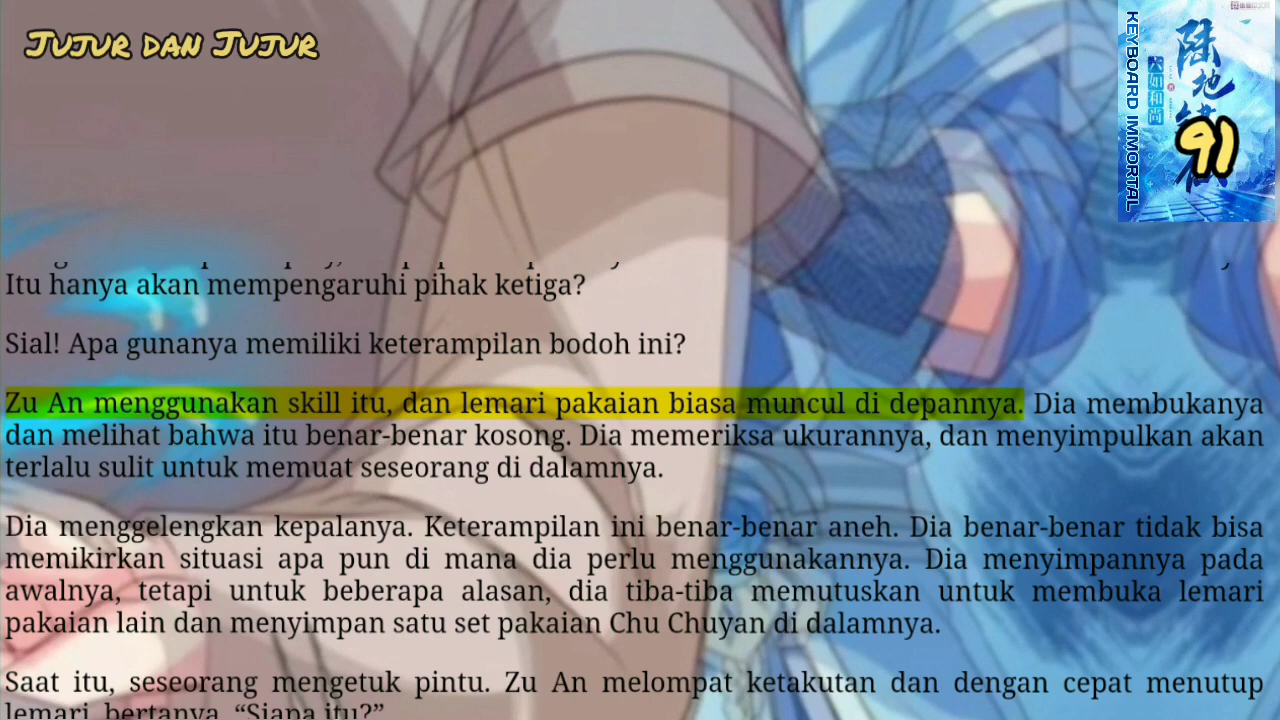 Jujur dan Jujur
KEYBOARD IMMORTAL
陆地
91
大如和尚
Itu hanya akan mempengaruhi pihak ketiga?
Sial! Apa gunanya memiliki keterampilan bodoh ini?
Zu An menggunakan skill itu, dan lemari pakaian biasa muncul di depannya. Dia membukanya
dan melihat bahwa itu benar-benar kosong. Dia memeriksa ukurannya, dan menyimpulkan akan
terlalu sulit untuk memuat seseorang di dalamnya.
Dia menggelengkan kepalanya. Keterampilan ini benar-benar aneh. Dia benar-benar tidak bisa
memikirkan situasi apa pun di mana dia perlu menggunakannya. Dia menyimpannya pada
awalnya, tetapi untuk beberapa alasan, dia tiba-tiba memutuskan untuk membuka lemari
pakaian lain dan menyimpan satu set pakaian Chu Chuyan di dalamnya.
Saat itu, seseorang mengetuk pintu. Zu An melompat ketakutan dan dengan cepat menutup
lemari, bertanya, “Siapa itu?”